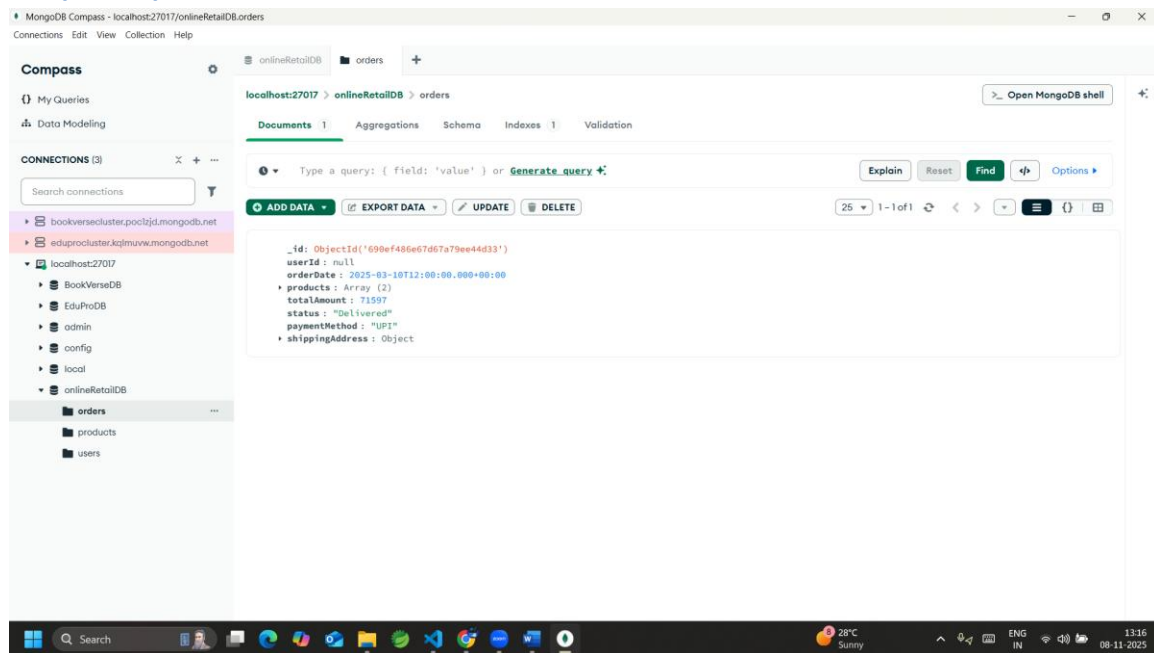 MongoDB Compass - localhost:27017/onlineRetailDB.orders
Connections Edit View Collection Help
Compass
{} My Queries
Data Modeling
CONNECTIONS (3)
Search connections
bookversecluster.poc1zjd.mongodb.net
eduprocluster.kqlmuvw.mongodb.net
localhost:27017
BookVerseDB
EduProDB
admin
config
local
onlineRetailDB
orders
products
users
onlineRetailDB orders +
localhost:27017 > onlineRetailDB > orders
>_ Open MongoDB shell
Documents 1 Aggregations Schema Indexes 1 Validation
Type a query: { field: 'value' } or Generate query
Explain Reset Find </> Options
ADD DATA EXPORT DATA UPDATE DELETE
25 1-1 of 1 {}
_id: ObjectId('690ef486e67d67a79ee44d33')
userId : null
orderDate : 2025-03-10T12:00:00.000+00:00
products : Array (2)
totalAmount : 71597
status : "Delivered"
paymentMethod : "UPI"
shippingAddress : Object
Search
28°C
Sunny
ENG
IN
13:16
08-11-2025